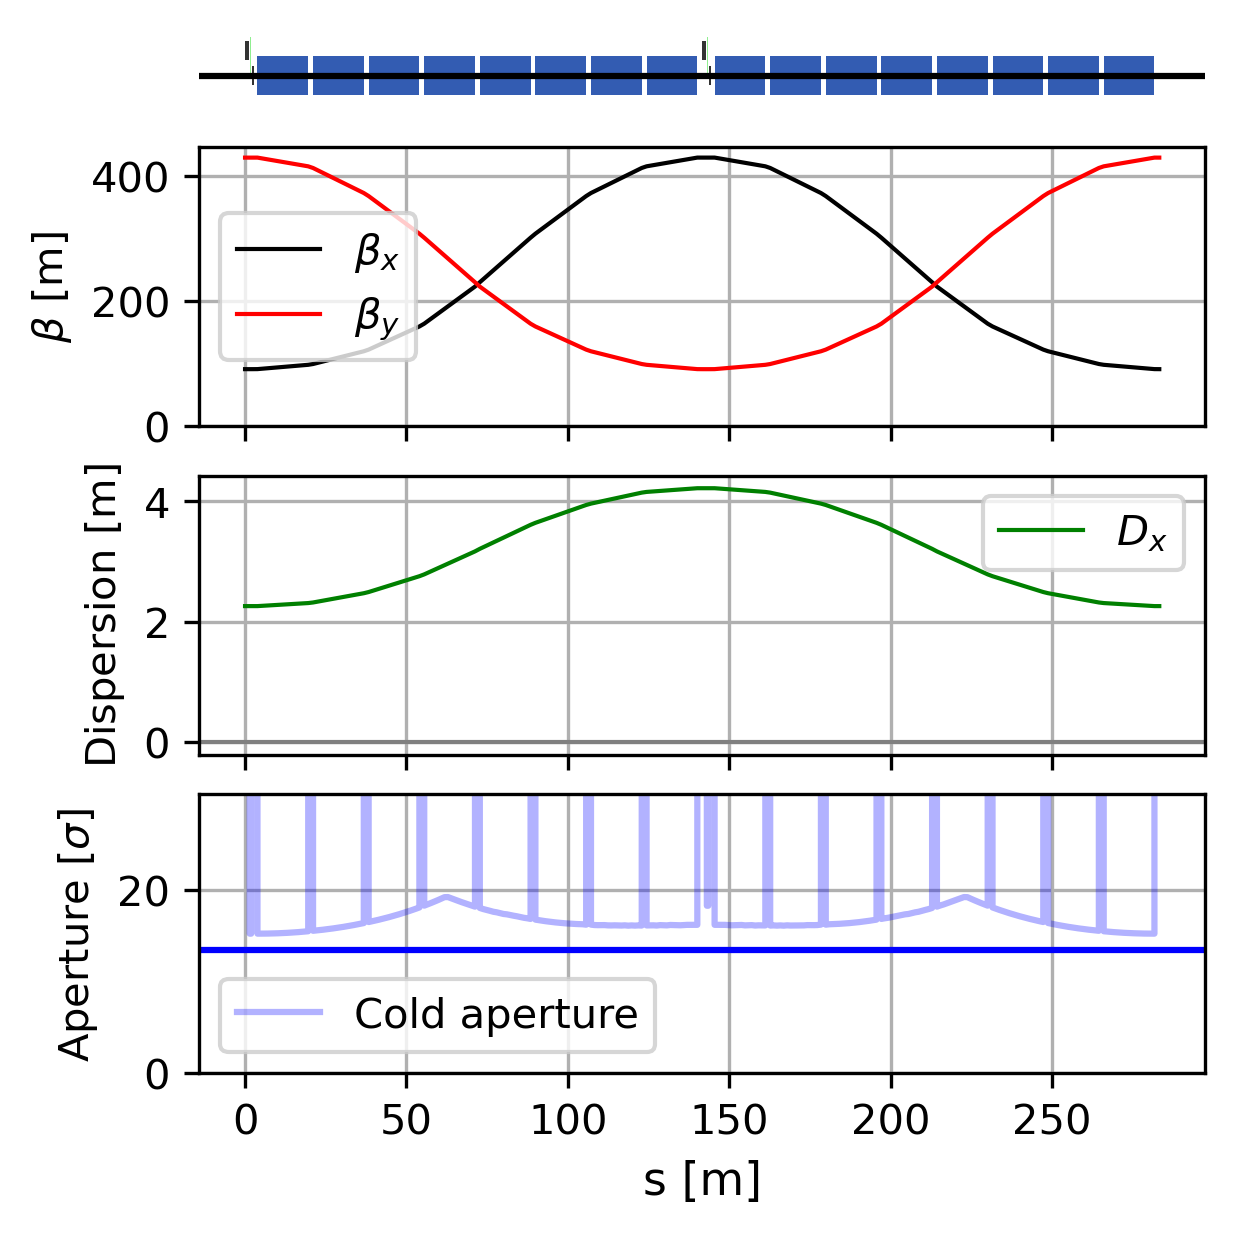 400
200
0
β [m]
βx
βy
4
2
0
Dispersion [m]
Dx
20
0
Aperture [σ]
Cold aperture
0 50 100 150 200 250
s [m]